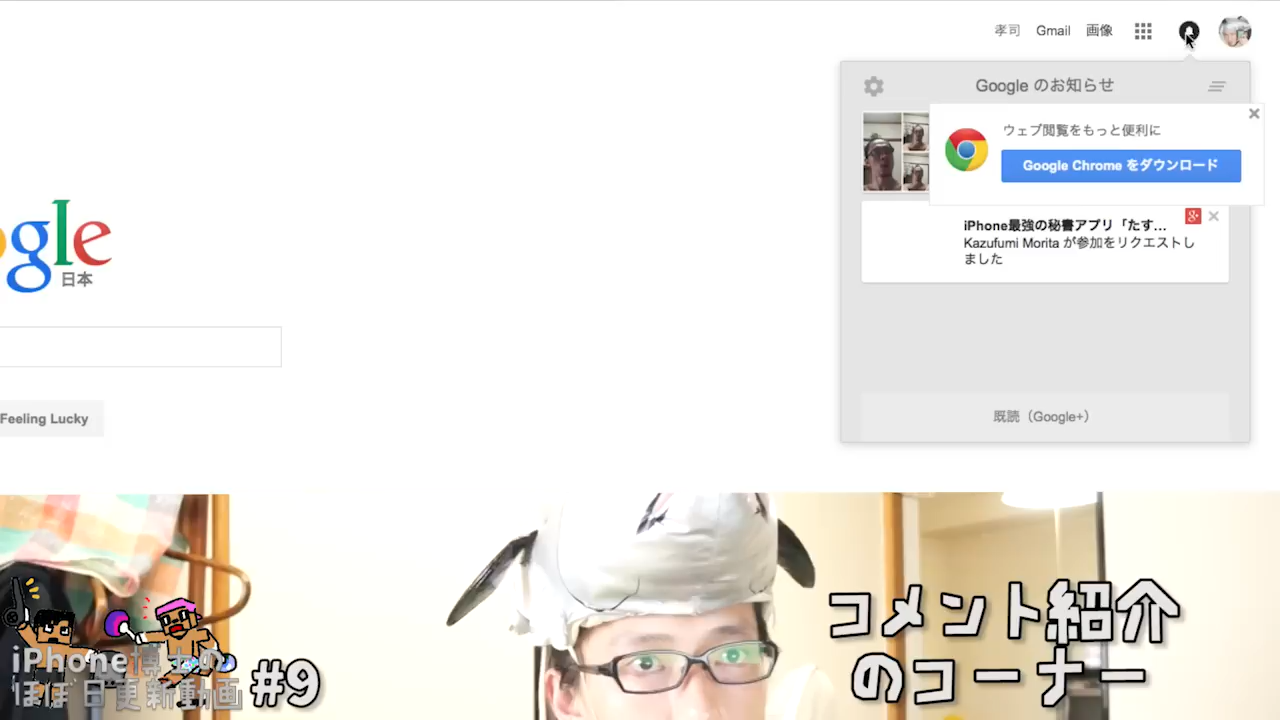 孝司 Gmail 画像
Google のお知らせ
ウェブ閲覧をもっと便利に
Google Chrome をダウンロード
iPhone最強の秘書アプリ「たす...
Kazufumi Morita が参加をリクエストし
ました
gle
日本
Feeling Lucky
既読（Google+）
コメント紹介
のコーナー
iPhone博士の
ほぼ日更新動画 #9